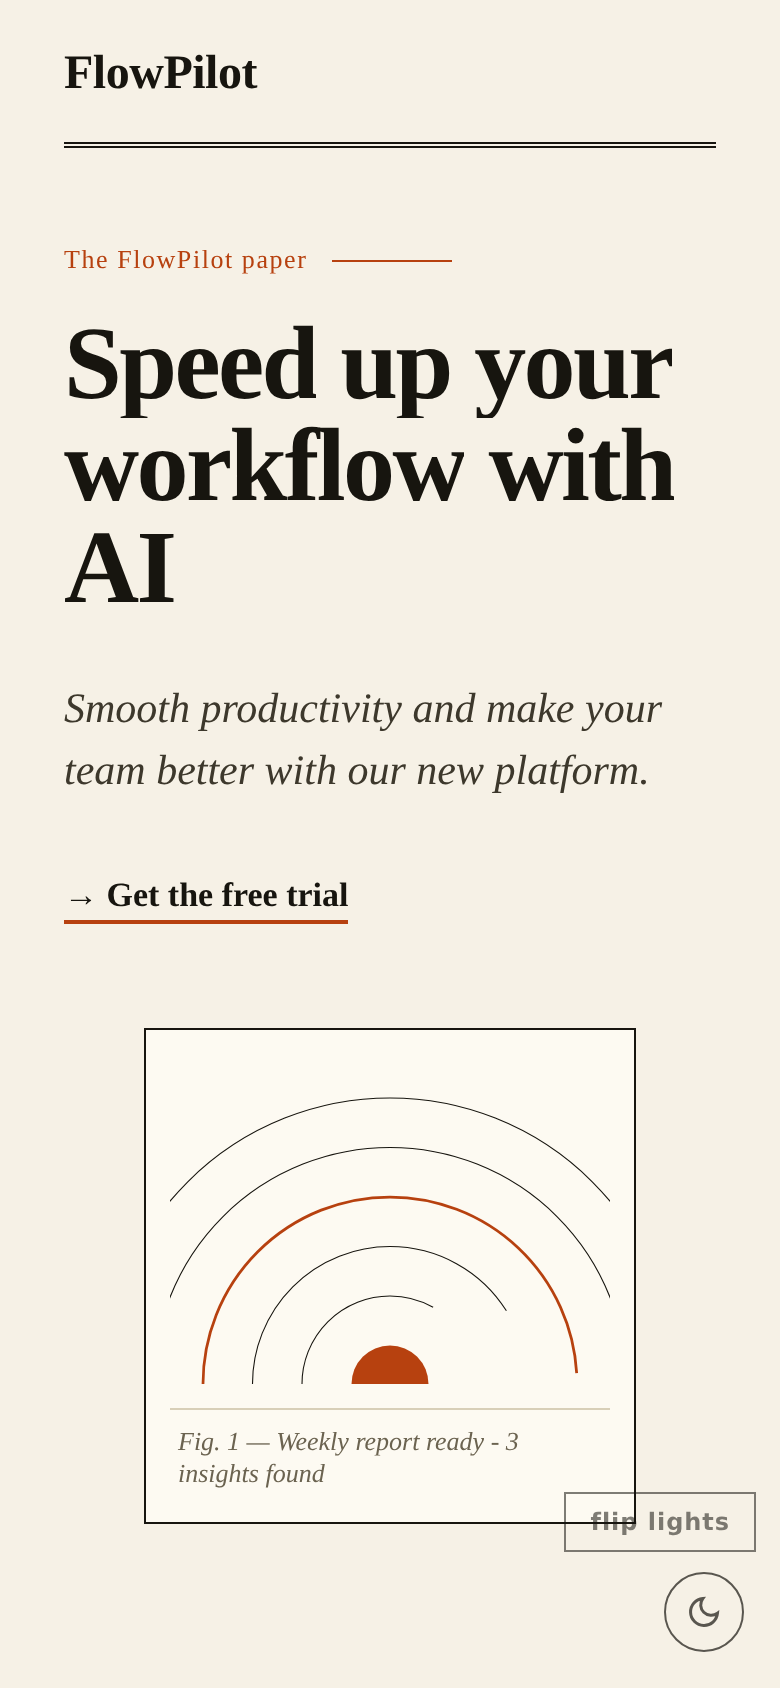 FlowPilot
The FlowPilot paper
Speed up your
workflow with
AI
Smooth productivity and make your
team better with our new platform.
→ Get the free trial
Fig. 1 — Weekly report ready - 3
insights found
flip lights